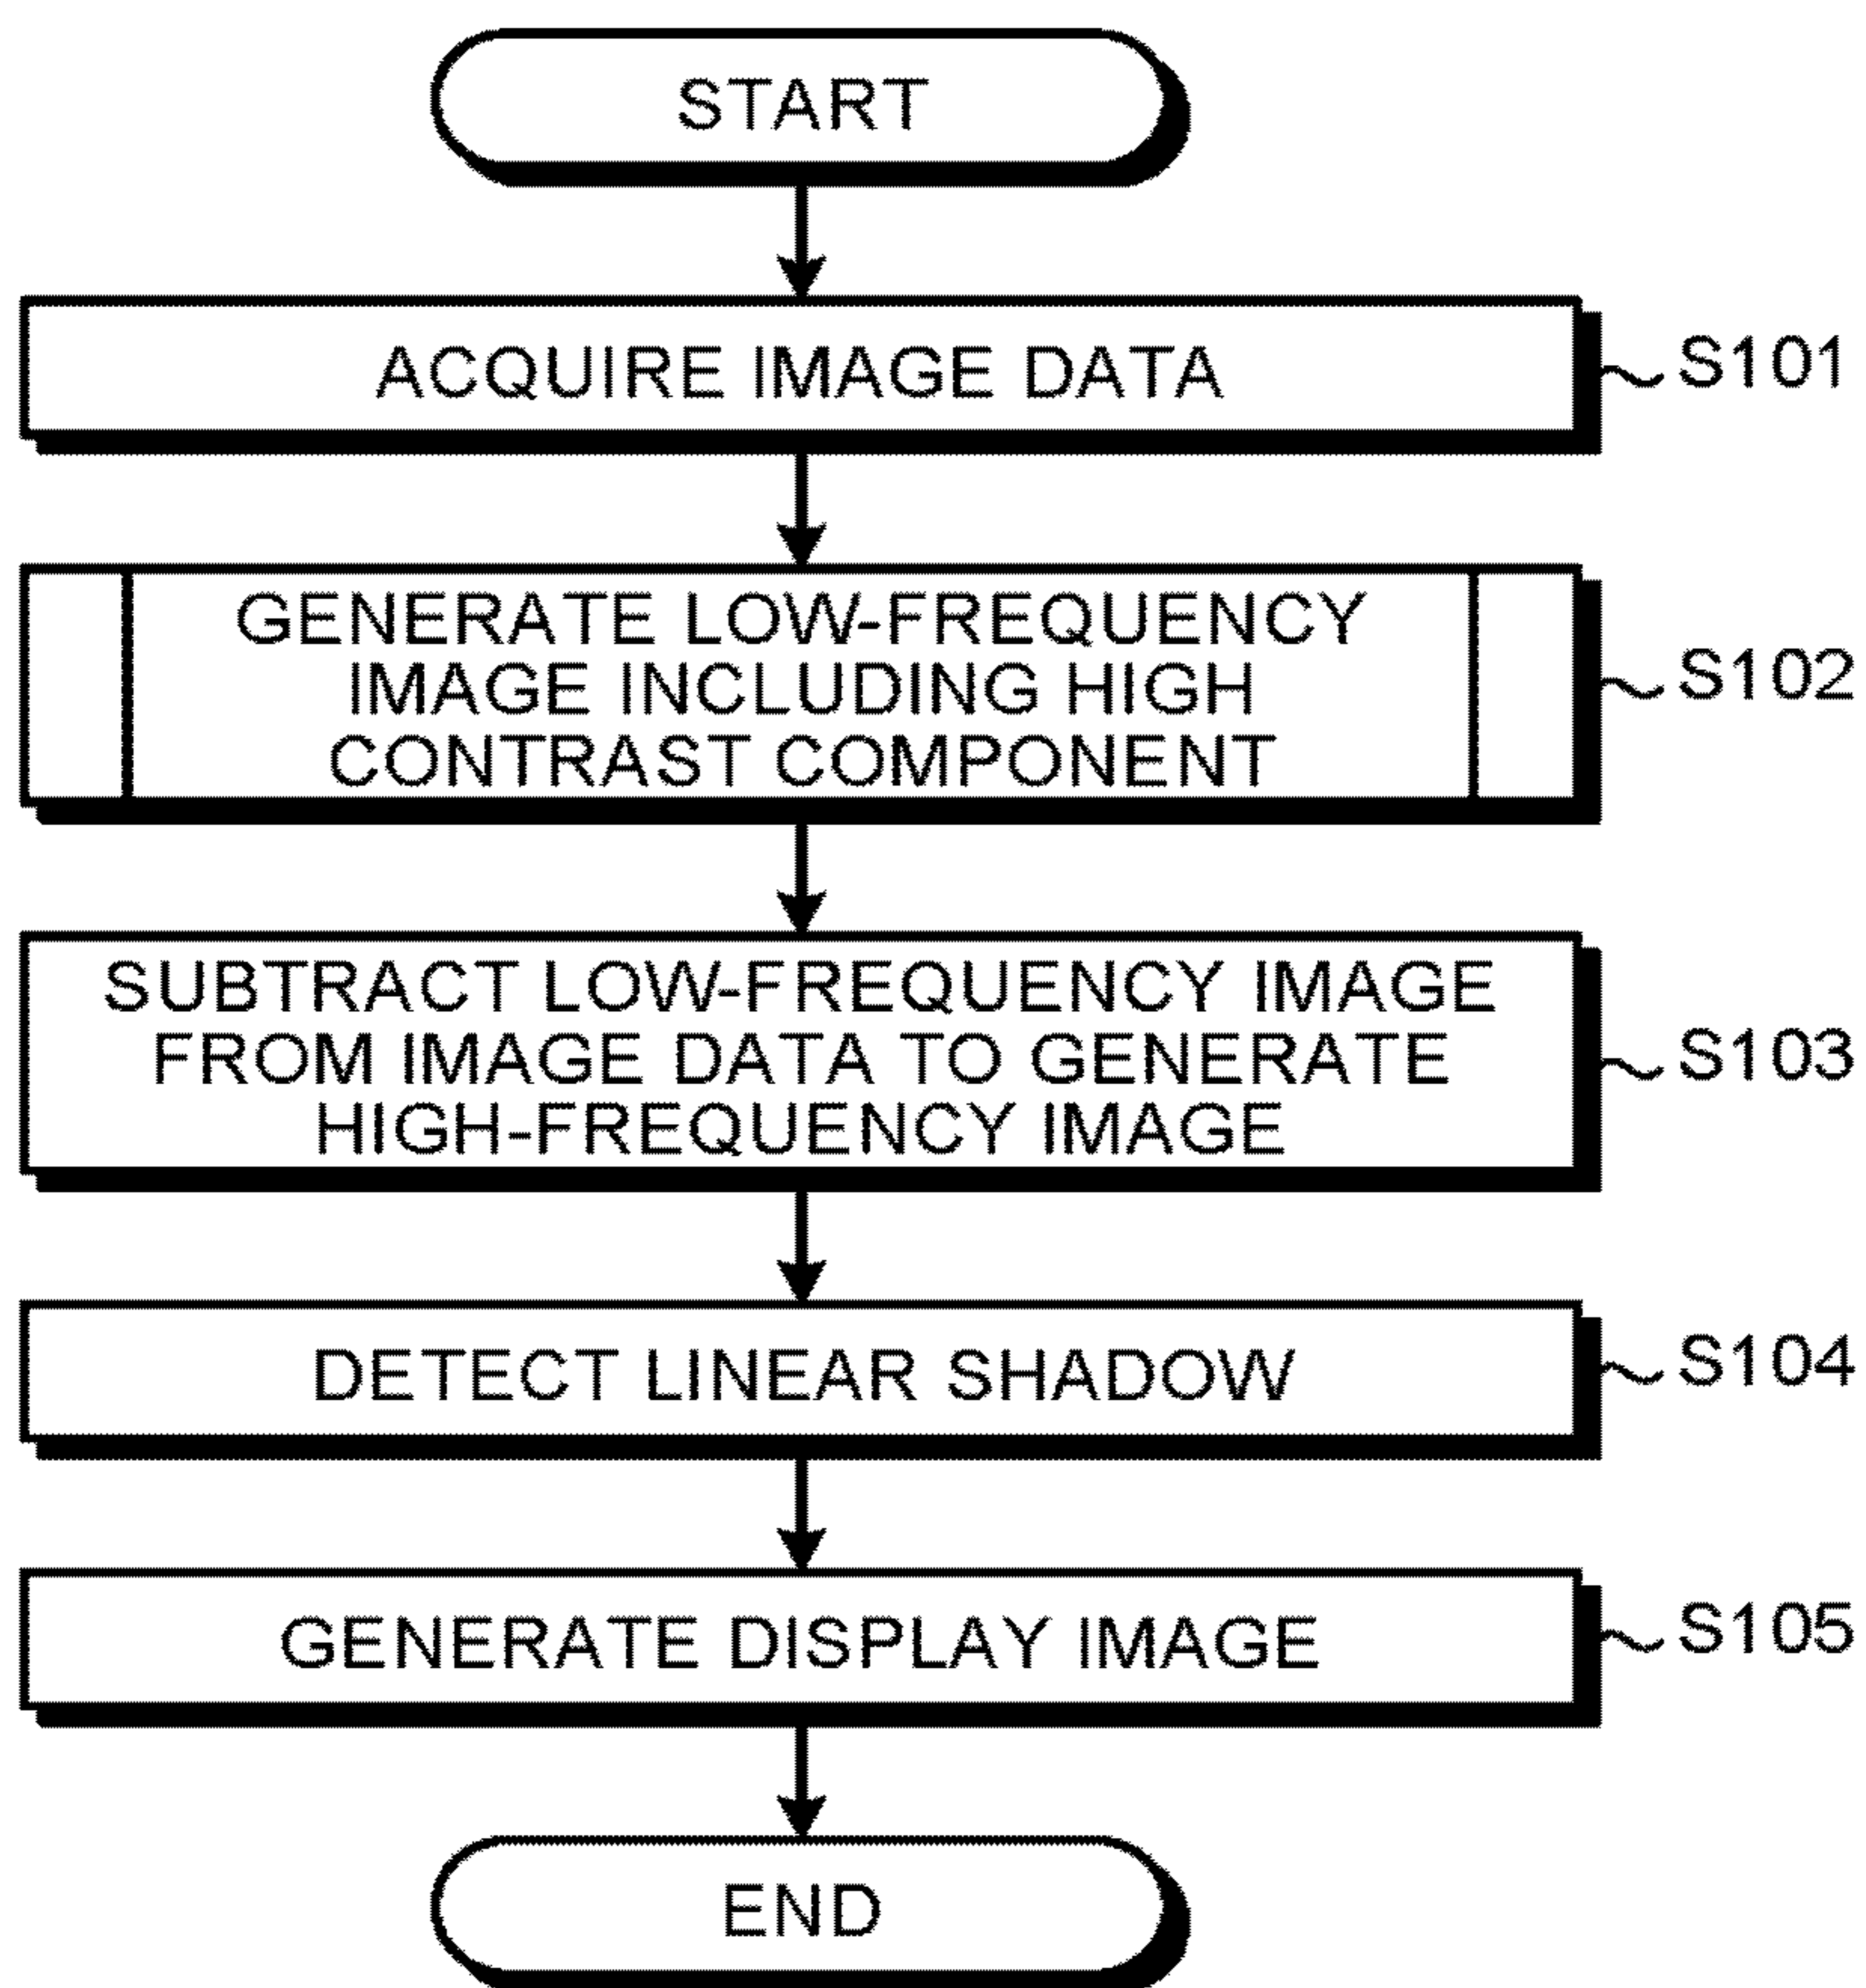 START
ACQUIRE IMAGE DATA
S101
GENERATE LOW-FREQUENCY
IMAGE INCLUDING HIGH
CONTRAST COMPONENT
S102
SUBTRACT LOW-FREQUENCY IMAGE
FROM IMAGE DATA TO GENERATE
HIGH-FREQUENCY IMAGE
S103
DETECT LINEAR SHADOW
S104
GENERATE DISPLAY IMAGE
S105
END